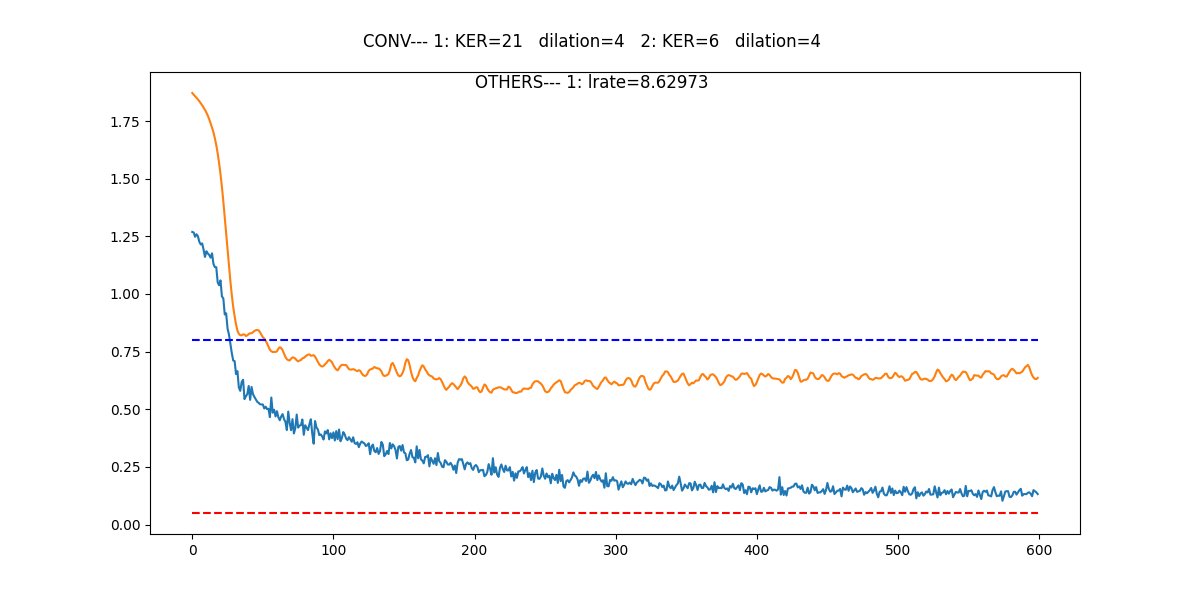 CONV--- 1: KER=21   dilation=4   2: KER=6   dilation=4
OTHERS--- 1: lrate=8.62973
1.75
1.50
1.25
1.00
0.75
0.50
0.25
0.00
0 100 200 300 400 500 600